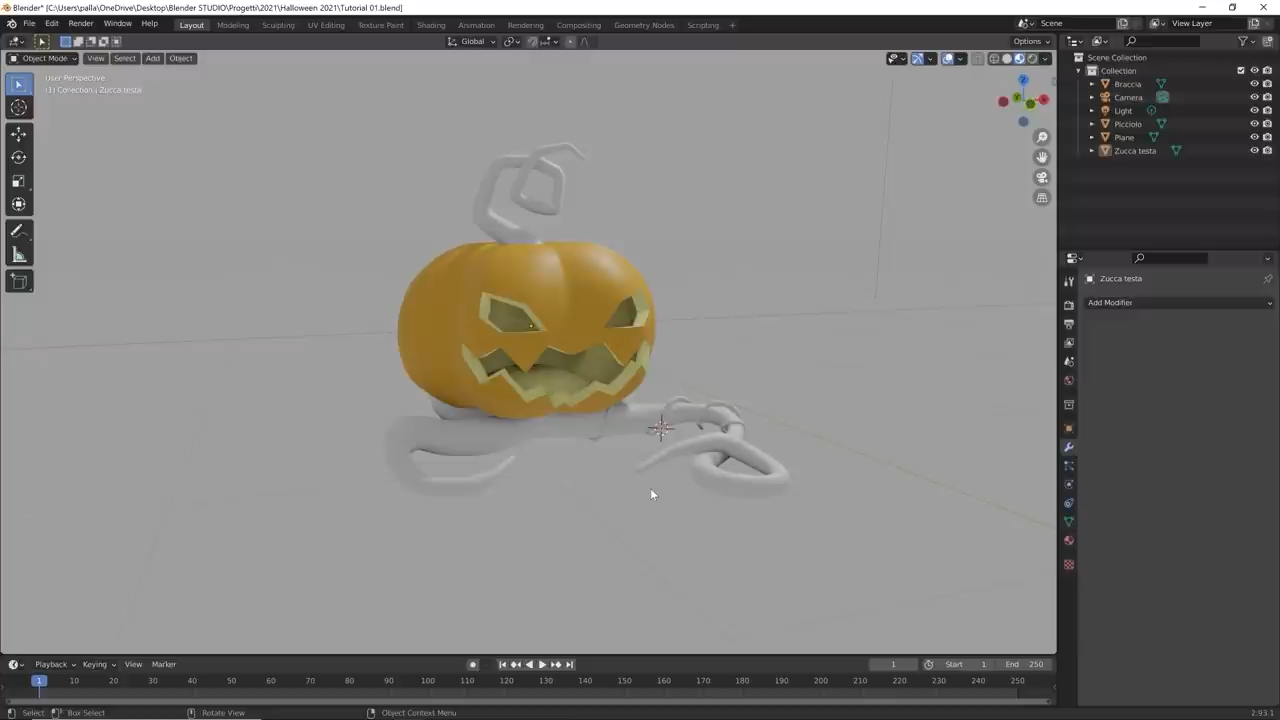 Blender* [C:\Users\palla\OneDrive\Desktop\Blender STUDIO\Progetti\2021\Halloween 2021\Tutorial 01.blend]
File Edit Render Window Help Layout Modeling Sculpting UV Editing Texture Paint Shading Animation Rendering Compositing Geometry Nodes Scripting + Scene View Layer
Global Options
Object Mode View Select Add Object
User Perspective
(1) Collection | Zucca testa
Scene Collection
Collection
Braccia
Camera
Light
Picciolo
Plane
Zucca testa
Zucca testa
Add Modifier
Playback Keying View Marker 1 Start 1 End 250
1 10 20 30 40 50 60 70 80 90 100 110 120 130 140 150 160 170 180 190 200 210 220 230 240 250
Select Box Select Rotate View Object Context Menu 2.93.1